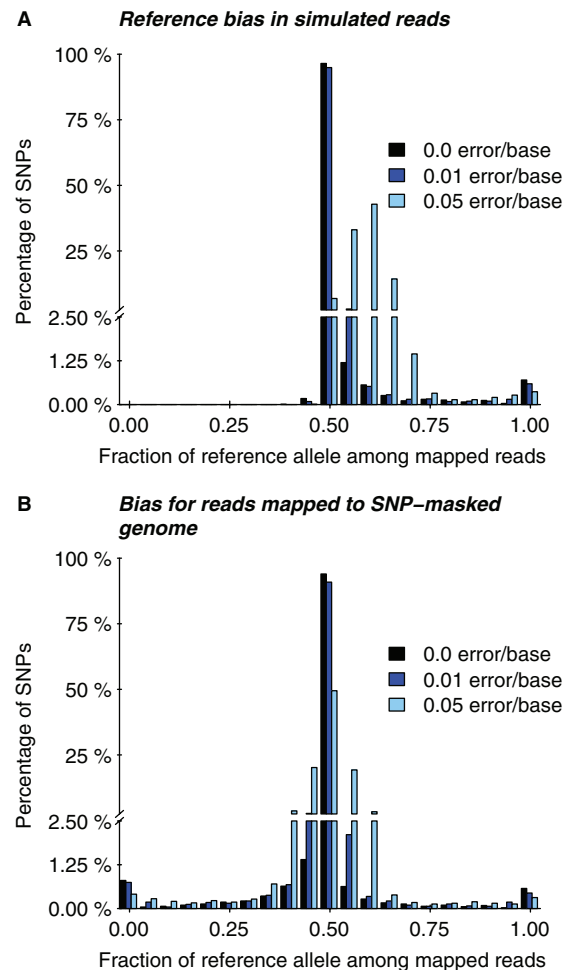 A Reference bias in simulated reads
100 %
75 %
50 %
25 %
2.50 %
1.25 %
0.00 %
Percentage of SNPs
0.0 error/base
0.01 error/base
0.05 error/base
0.00 0.25 0.50 0.75 1.00
Fraction of reference allele among mapped reads
B Bias for reads mapped to SNP−masked
genome
100 %
75 %
50 %
25 %
2.50 %
1.25 %
0.00 %
Percentage of SNPs
0.0 error/base
0.01 error/base
0.05 error/base
0.00 0.25 0.50 0.75 1.00
Fraction of reference allele among mapped reads